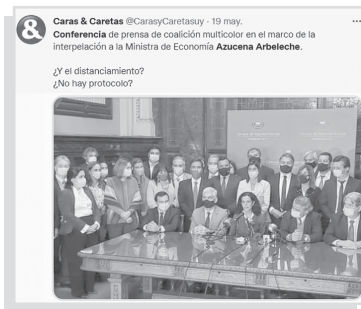 &
Caras & Caretas @CarasyCaretasuy · 19 may.
Conferencia de prensa de coalición multicolor en el marco de la
interpelación a la Ministra de Economía Azucena Arbeleche.
¿Y el distanciamiento?
¿No hay protocolo?